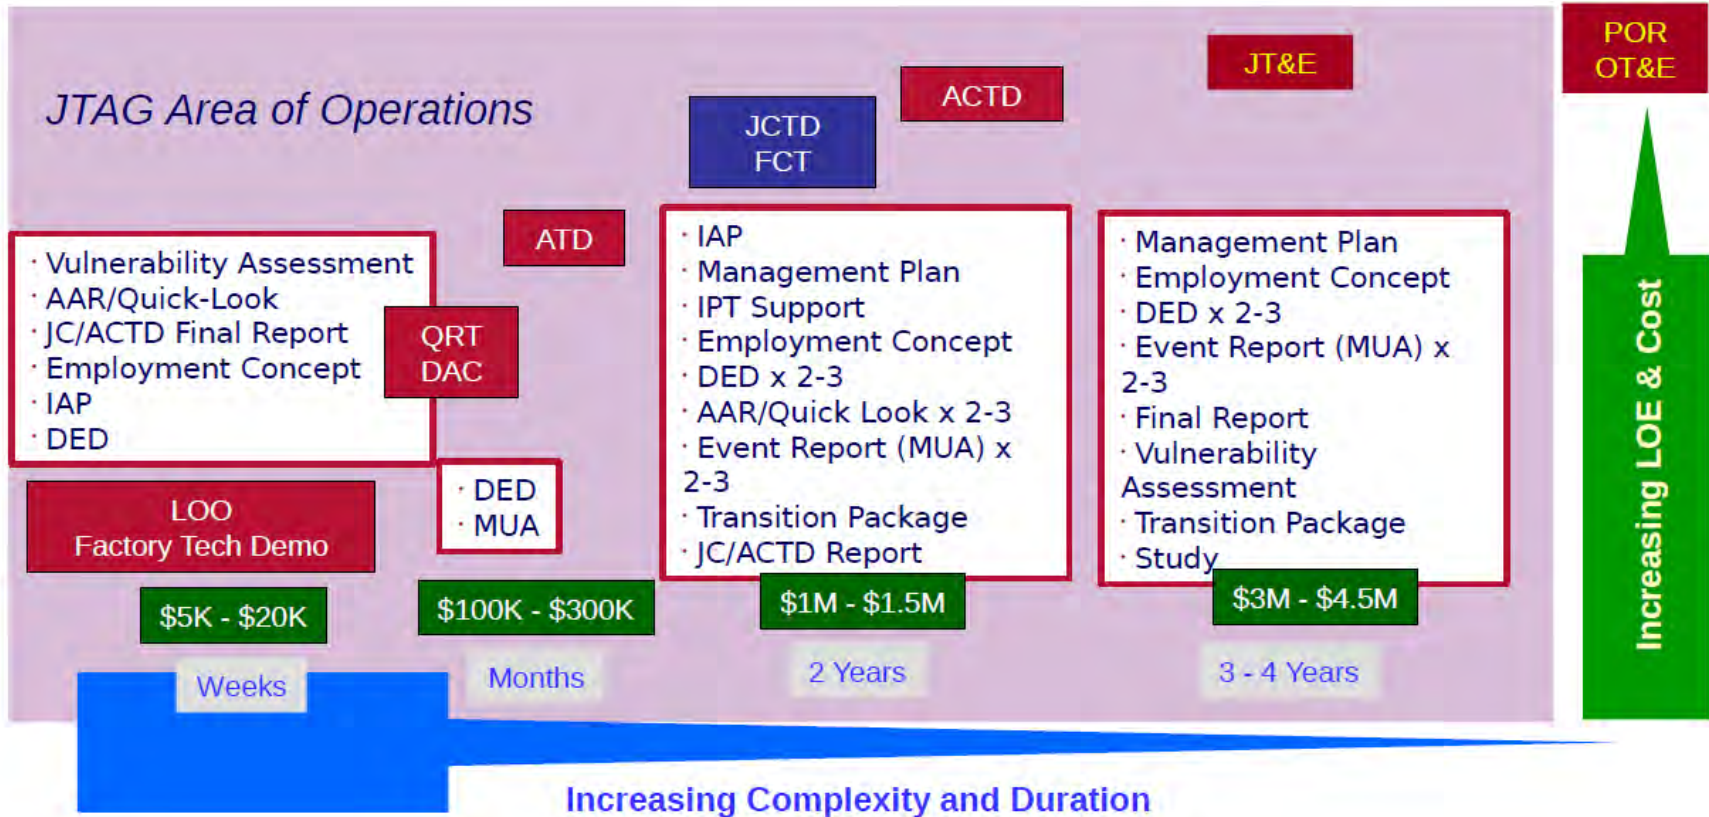 JTAG Area of Operations
POR
OT&E
JT&E
ACTD
JCTD
FCT
ATD
QRT
DAC
· Vulnerability Assessment
· AAR/Quick-Look
· JC/ACTD Final Report
· Employment Concept
· IAP
· DED
LOO
Factory Tech Demo
$5K - $20K
Weeks
· DED
· MUA
$100K - $300K
Months
· IAP
· Management Plan
· IPT Support
· Employment Concept
· DED x 2-3
· AAR/Quick Look x 2-3
· Event Report (MUA) x
2-3
· Transition Package
· JC/ACTD Report
$1M - $1.5M
2 Years
· Management Plan
· Employment Concept
· DED x 2-3
· Event Report (MUA) x
2-3
· Final Report
· Vulnerability
Assessment
· Transition Package
· Study
$3M - $4.5M
3 - 4 Years
Increasing LOE & Cost
Increasing Complexity and Duration